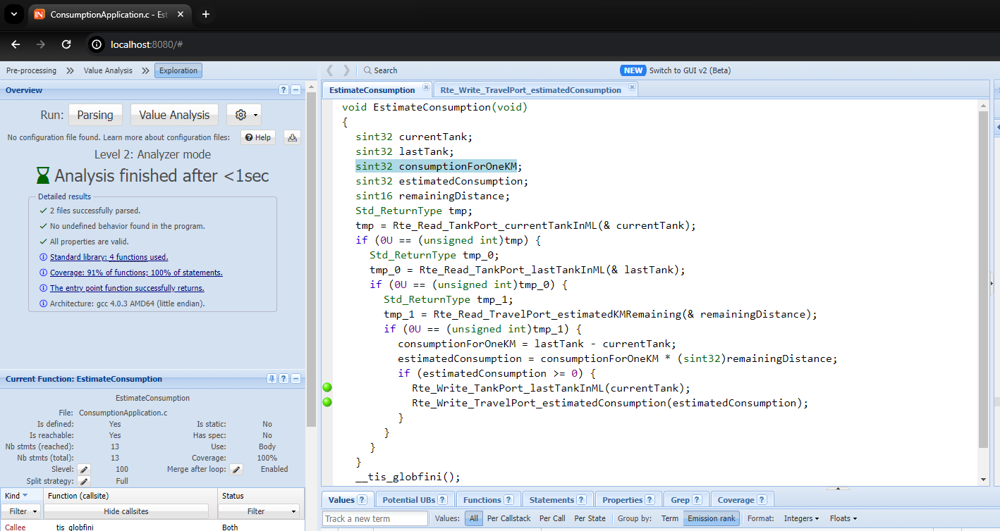 ConsumptionApplication.c - Est
localhost:8080/#
Pre-processing >> Value Analysis >> Exploration
Search
NEW Switch to GUI v2 (Beta)
Overview ?
Run: Parsing Value Analysis
No configuration file found. Learn more about configuration files: Help
Level 2: Analyzer mode
Analysis finished after <1sec
Detailed results
2 files successfully parsed.
No undefined behavior found in the program.
All properties are valid.
Standard library: 4 functions used.
Coverage: 91% of functions; 100% of statements.
The entry point function successfully returns.
Architecture: gcc 4.0.3 AMD64 (little endian).
Current Function: EstimateConsumption ?
EstimateConsumption
File: ConsumptionApplication.c
Is defined: Yes Is static: No
Is reachable: Yes Has spec: No
Nb stmts (reached): 13 Use: Body
Nb stmts (total): 13 Coverage: 100%
Slevel: 100 Merge after loop: Enabled
Split strategy: Full
Kind Function (callsite) Status
Filter Hide callsites Filter
Callee __tis_globfini Both
EstimateConsumption Rte_Write_TravelPort_estimatedConsumption
void EstimateConsumption(void)
{
sint32 currentTank;
sint32 lastTank;
sint32 consumptionForOneKM;
sint32 estimatedConsumption;
sint16 remainingDistance;
Std_ReturnType tmp;
tmp = Rte_Read_TankPort_currentTankInML(& currentTank);
if (0U == (unsigned int)tmp) {
Std_ReturnType tmp_0;
tmp_0 = Rte_Read_TankPort_lastTankInML(& lastTank);
if (0U == (unsigned int)tmp_0) {
Std_ReturnType tmp_1;
tmp_1 = Rte_Read_TravelPort_estimatedKMRemaining(& remainingDistance);
if (0U == (unsigned int)tmp_1) {
consumptionForOneKM = lastTank - currentTank;
estimatedConsumption = consumptionForOneKM * (sint32)remainingDistance;
if (estimatedConsumption >= 0) {
Rte_Write_TankPort_lastTankInML(currentTank);
Rte_Write_TravelPort_estimatedConsumption(estimatedConsumption);
}
}
}
}
__tis_globfini();
Values ? Potential UBs ? Functions ? Statements ? Properties ? Grep ? Coverage ?
Track a new term Values: All Per Callstack Per Call Per State Group by: Term Emission rank Format: Integers Floats